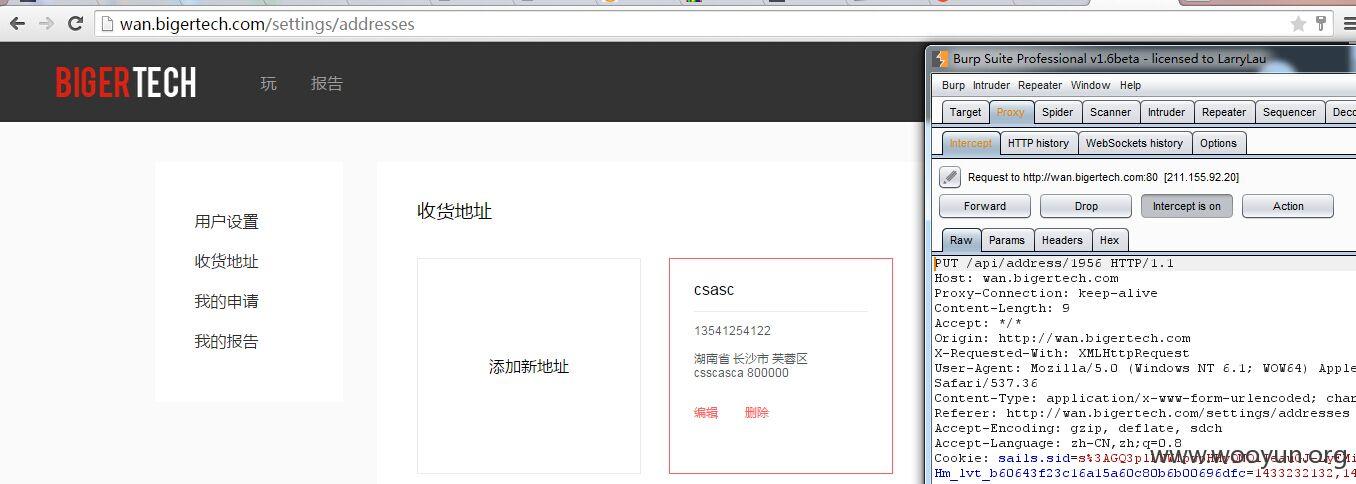 wan.bigertech.com/settings/addresses
BIGERTECH
玩 报告
用户设置
收货地址
我的申请
我的报告
收货地址
添加新地址
csasc
13541254122
湖南省 长沙市 芙蓉区
csscasca 800000
编辑 删除
Burp Suite Professional v1.6beta - licensed to LarryLau
Burp Intruder Repeater Window Help
Target Proxy Spider Scanner Intruder Repeater Sequencer Deco
Intercept HTTP history WebSockets history Options
Request to http://wan.bigertech.com:80 [211.155.92.20]
Forward Drop Intercept is on Action
Raw Params Headers Hex
PUT /api/address/1956 HTTP/1.1
Host: wan.bigertech.com
Proxy-Connection: keep-alive
Content-Length: 9
Accept: */*
Origin: http://wan.bigertech.com
X-Requested-With: XMLHttpRequest
User-Agent: Mozilla/5.0 (Windows NT 6.1; WOW64) Apple
Safari/537.36
Content-Type: application/x-www-form-urlencoded; char
Referer: http://wan.bigertech.com/settings/addresses
Accept-Encoding: gzip, deflate, sdch
Accept-Language: zh-CN,zh;q=0.8
Cookie:
www.wooyun.org
Hm_lvt_b60643f23c16a15a60c80b6b00696dfc=1433232132,14